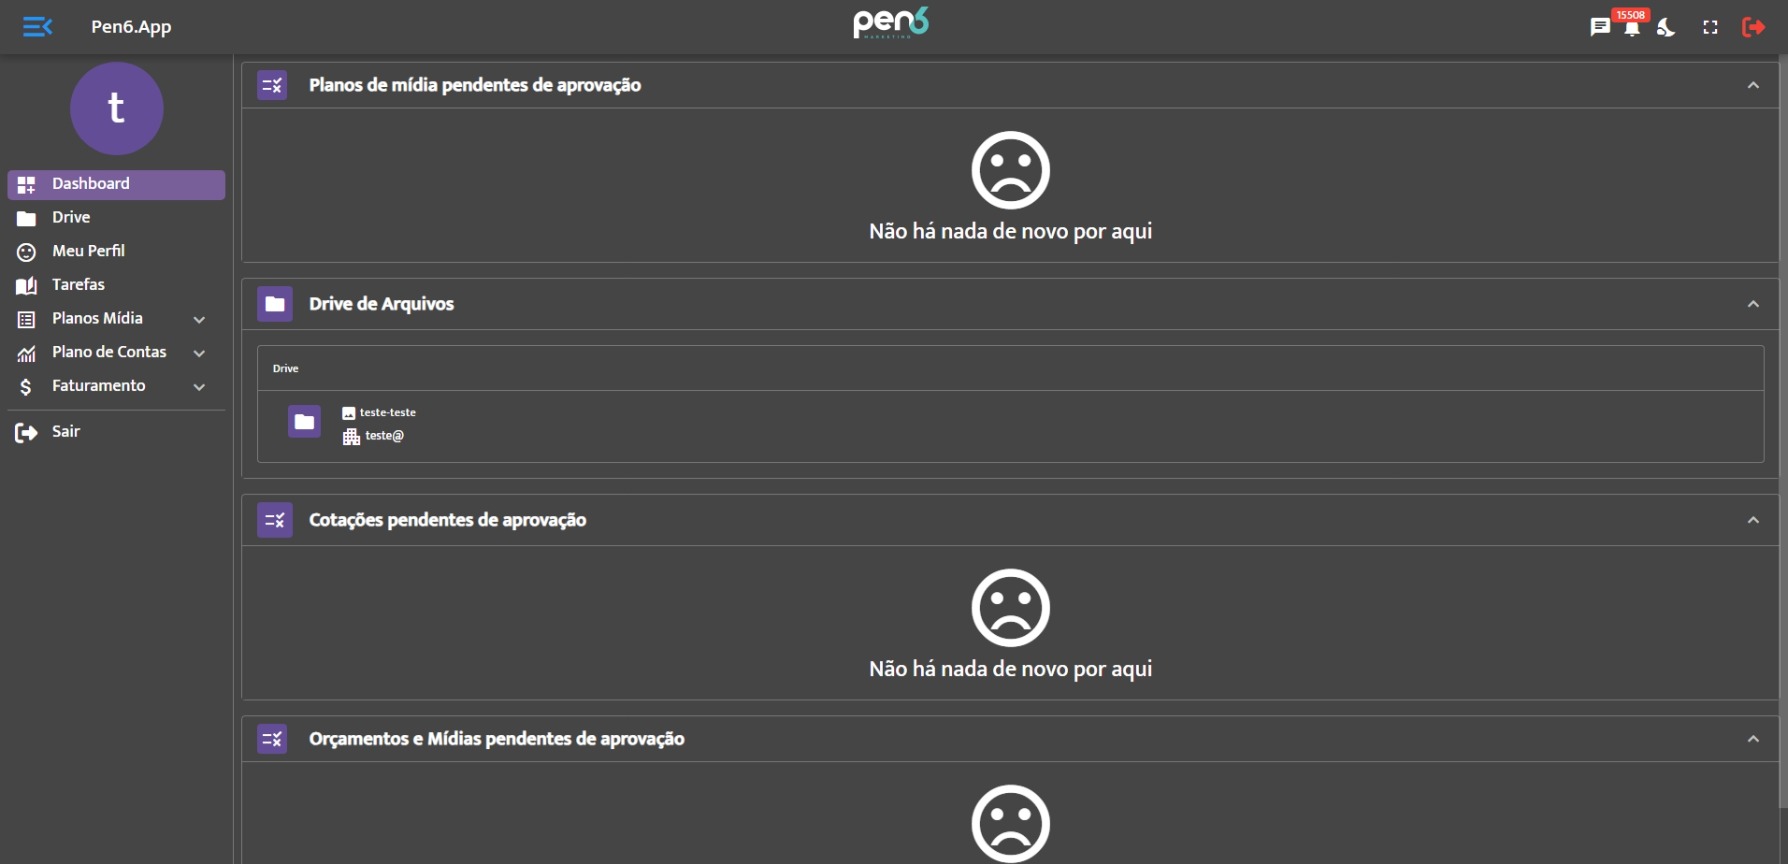 Pen6.App
pen6
MARKETING
15508
t
Dashboard
Drive
Meu Perfil
Tarefas
Planos Mídia
Plano de Contas
Faturamento
Sair
Planos de mídia pendentes de aprovação
Não há nada de novo por aqui
Drive de Arquivos
Drive
teste-teste
teste@
Cotações pendentes de aprovação
Não há nada de novo por aqui
Orçamentos e Mídias pendentes de aprovação